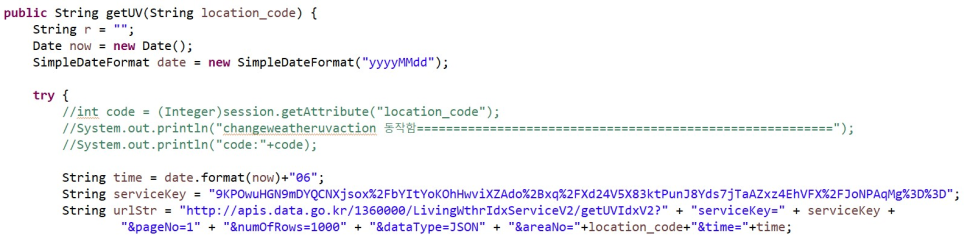 public String getUV(String location_code) {
String r = "";
Date now = new Date();
SimpleDateFormat date = new SimpleDateFormat("yyyyMMdd");
try {
//int code = (Integer)session.getAttribute("location_code");
//System.out.println("changeweatheruvaction 동작함=========================================================");
//System.out.println("code:"+code);
String time = date.format(now)+"06";
String serviceKey = "9KPOwuHGN9mDYQCNXjsox%2FbYItYoKOhHwviXZAdo%2Bxq%2FXd24V5X83ktPunJ8Yds7jTaAZxz4EhVFX%2FJoNPAqMg%3D%3D";
String urlStr = "http://apis.data.go.kr/1360000/LivingWthrIdxServiceV2/getUVIdxV2?" + "serviceKey=" + serviceKey +
"&pageNo=1" + "&numOfRows=1000" + "&dataType=JSON" + "&areaNo="+location_code+"&time="+time;